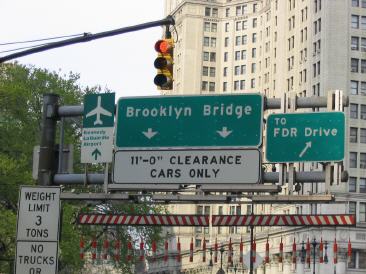 Kennedy
LaGuardia
Airport
Brooklyn Bridge
11'-0" CLEARANCE
CARS ONLY
TO
FDR Drive
WEIGHT
LIMIT
3
TONS
NO
TRUCKS
OR